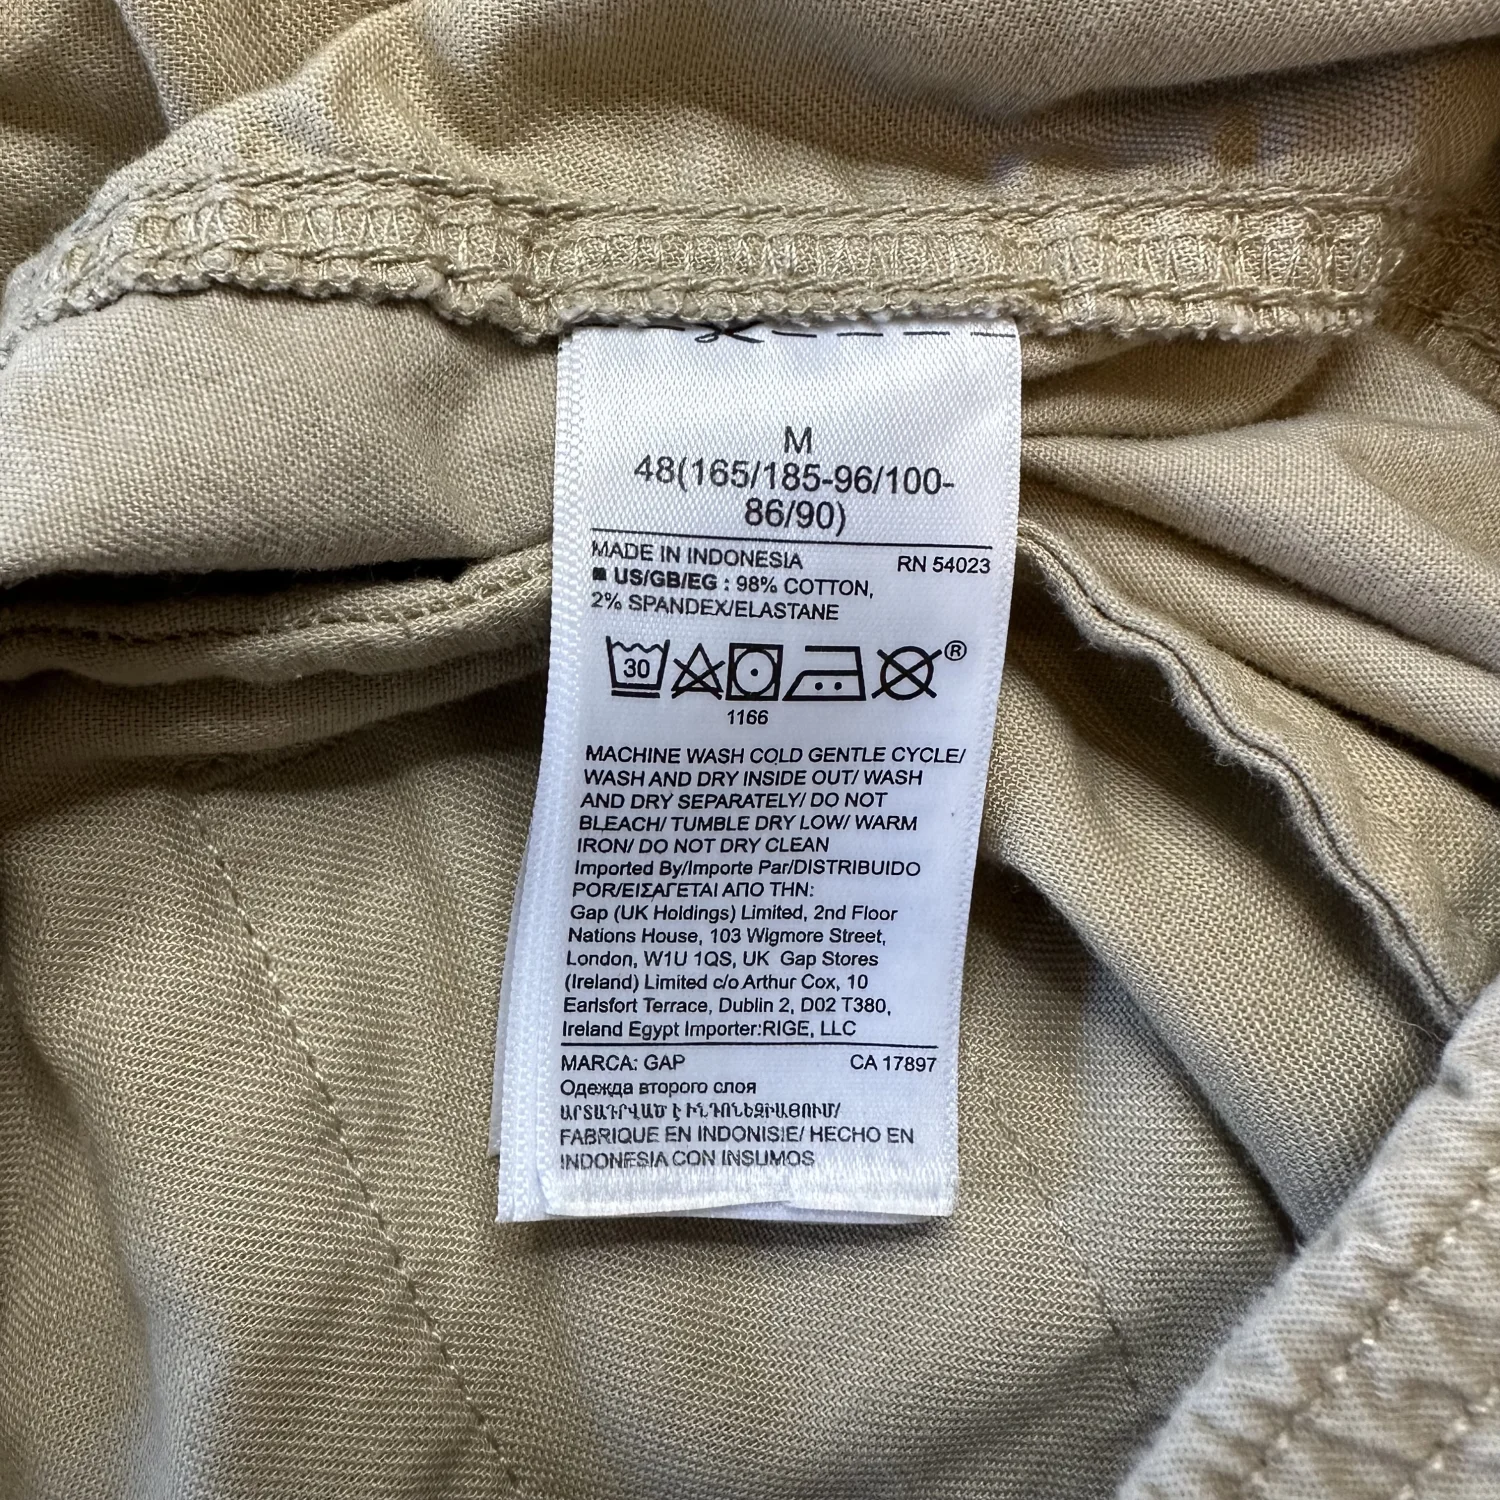 M
48(165/185-96/100-
86/90)
MADE IN INDONESIA RN 54023
US/GB/EG : 98% COTTON,
2% SPANDEX/ELASTANE
30 ®
1166
MACHINE WASH COLD GENTLE CYCLE/
WASH AND DRY INSIDE OUT/ WASH
AND DRY SEPARATELY/ DO NOT
BLEACH/ TUMBLE DRY LOW/ WARM
IRON/ DO NOT DRY CLEAN
Imported By/Importe Par/DISTRIBUIDO
POR/ΕΙΣΑΓΕΤΑΙ ΑΠΟ ΤΗΝ:
Gap (UK Holdings) Limited, 2nd Floor
Nations House, 103 Wigmore Street,
London, W1U 1QS, UK Gap Stores
(Ireland) Limited c/o Arthur Cox, 10
Earlsfort Terrace, Dublin 2, D02 T380,
Ireland Egypt Importer:RIGE, LLC
MARCA: GAP CA 17897
Одежда второго слоя
ԱՐՏԱԴՐՎԱԾ Է ԻՆԴՈՆԵԶԻԱՅՈՒՄ/
FABRIQUE EN INDONISIE/ HECHO EN
INDONESIA CON INSUMOS